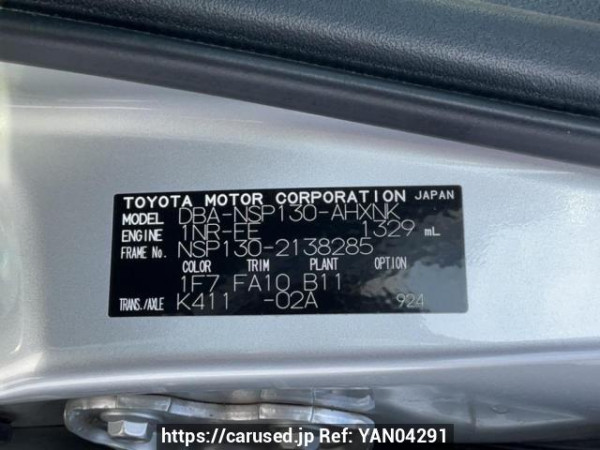 TOYOTA MOTOR CORPORATION JAPAN
MODEL DBA-NSP130-AHXNK
ENGINE 1NR-FE 1329 mL
FRAME No. NSP130-2138285
COLOR TRIM PLANT OPTION
1F7 FA10 B11
TRANS./AXLE K411 -02A 924
https://carused.jp Ref: YAN04291